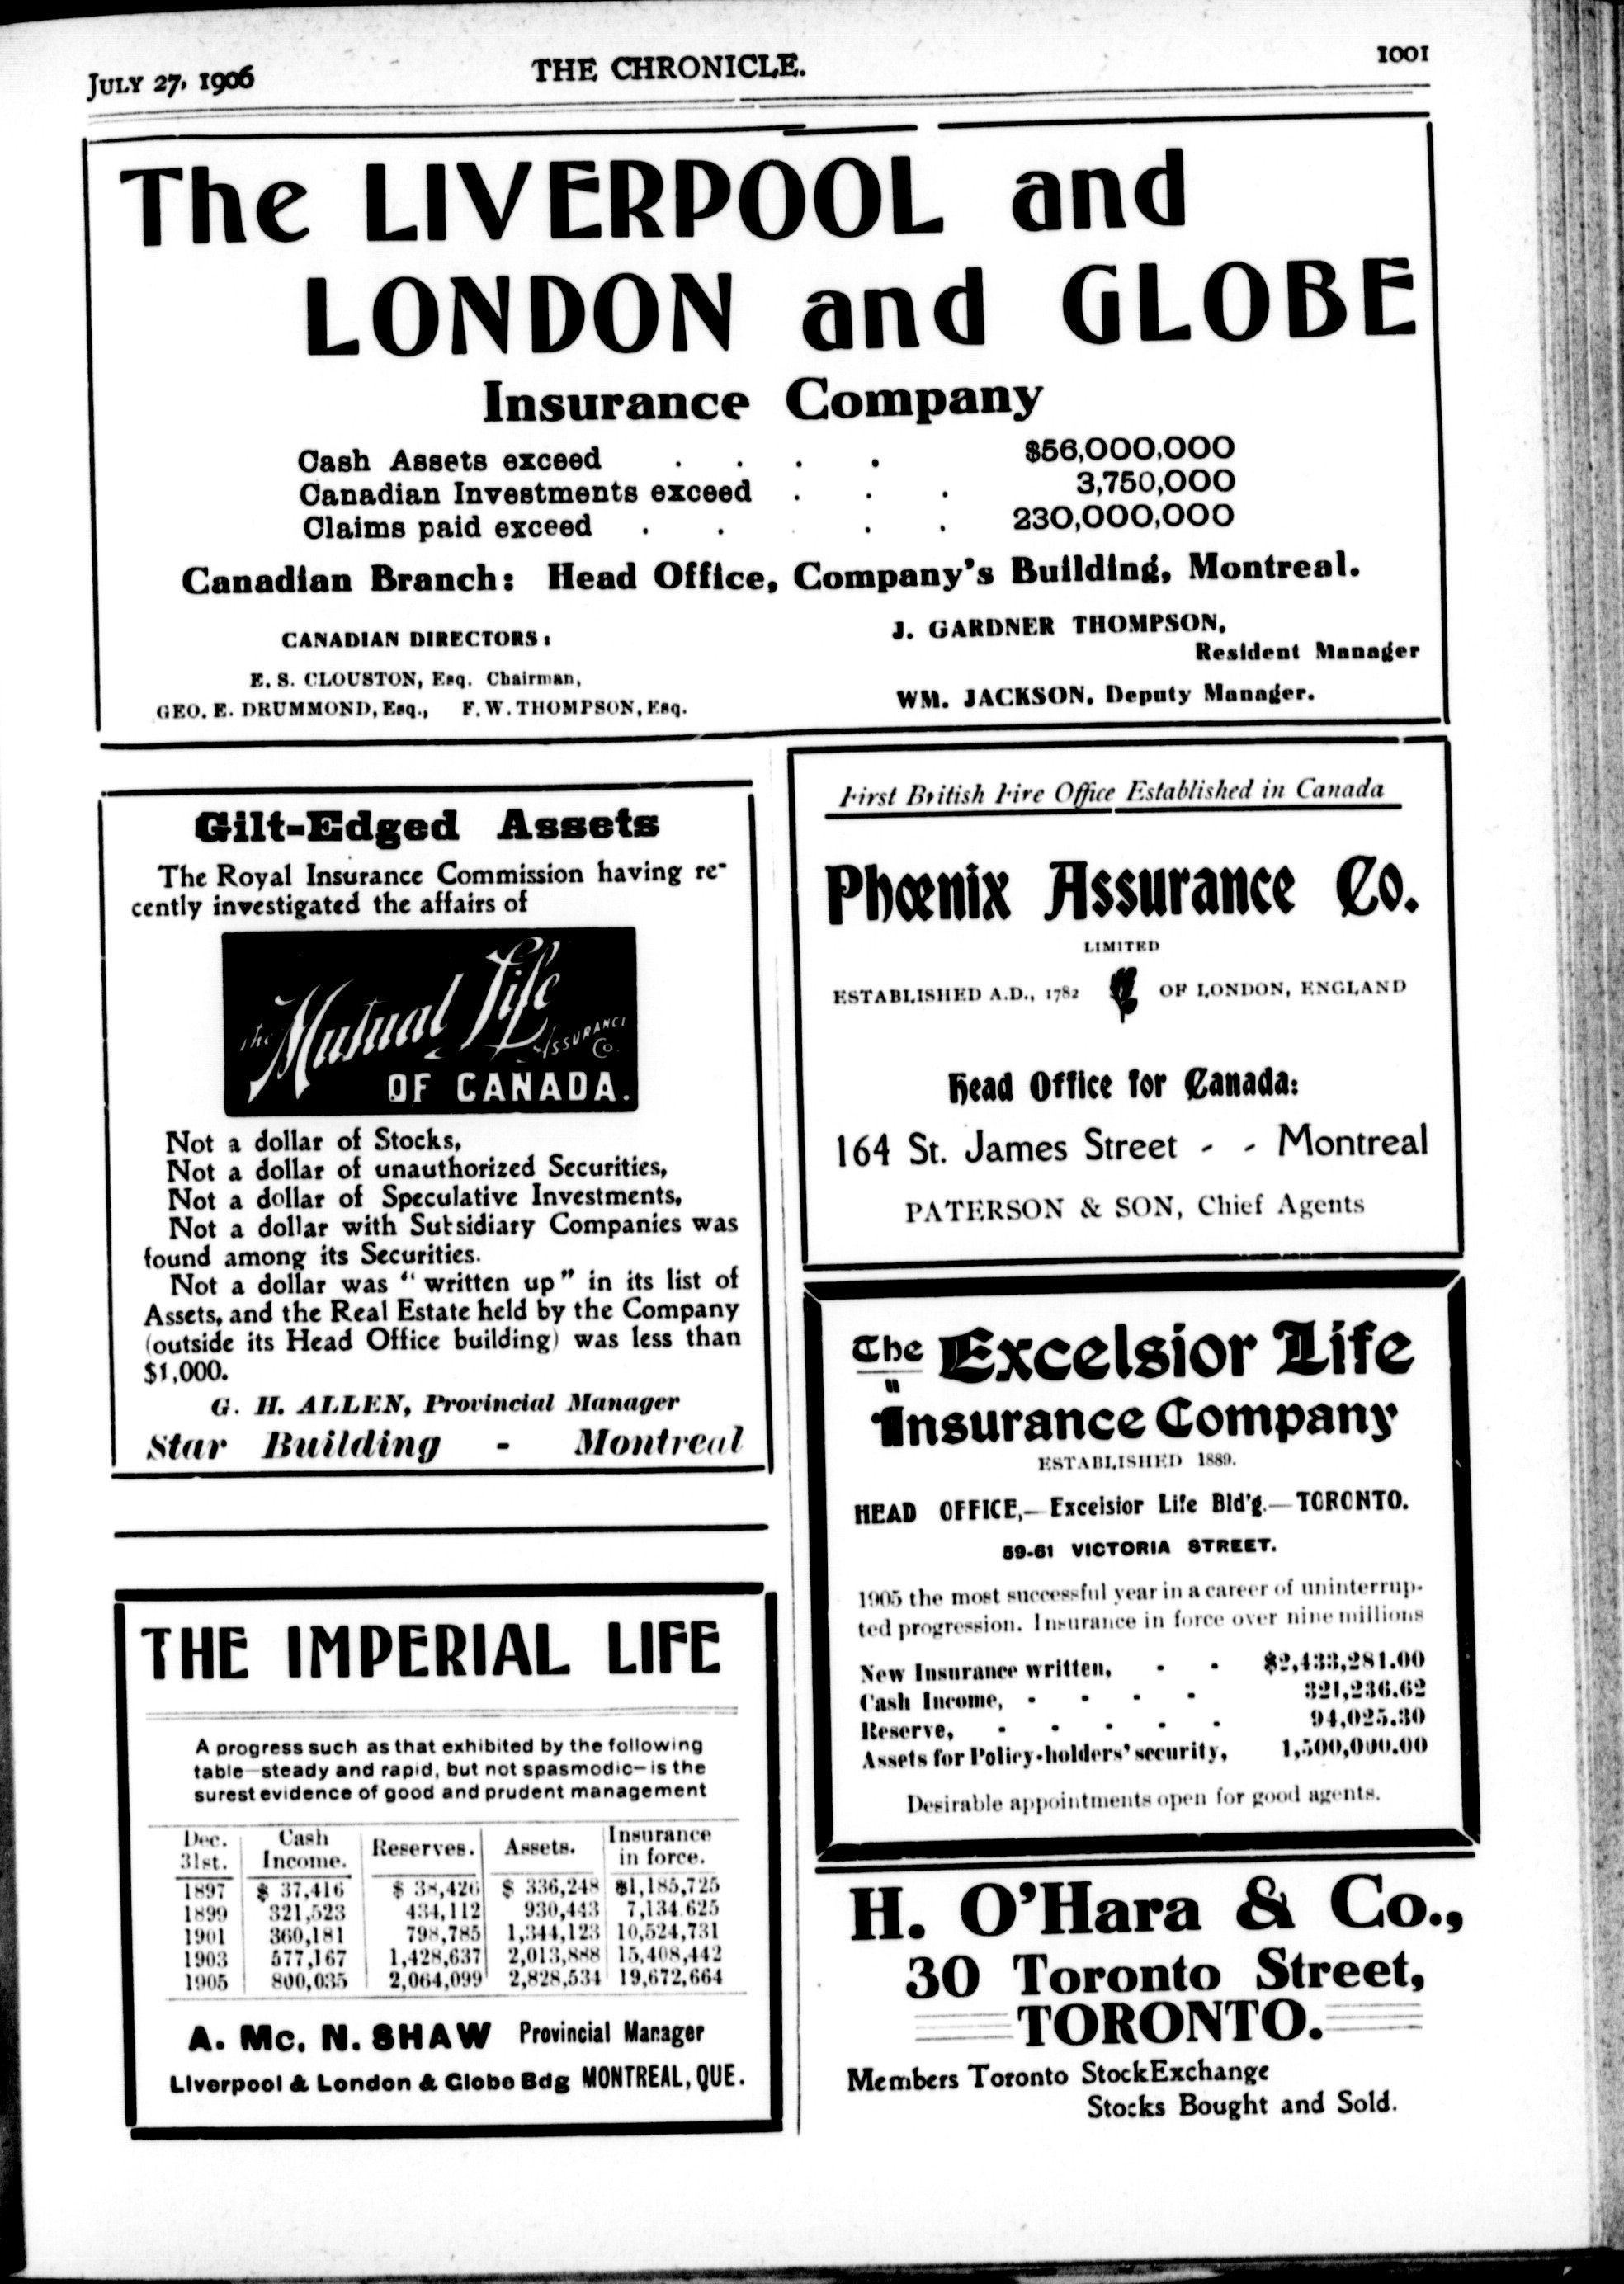 JULY 27, 1906 THE CHRONICLE. 1001
The LIVERPOOL and
LONDON and GLOBE
Insurance Company
Cash Assets exceed . . . . $56,000,000
Canadian Investments exceed . . . 3,750,000
Claims paid exceed . . . . 230,000,000
Canadian Branch: Head Office, Company's Building, Montreal.
CANADIAN DIRECTORS:
E. S. CLOUSTON, Esq. Chairman,
GEO. E. DRUMMOND, Esq., F. W. THOMPSON, Esq.
J. GARDNER THOMPSON,
Resident Manager
WM. JACKSON, Deputy Manager.
Gilt-Edged Assets
The Royal Insurance Commission having re-
cently investigated the affairs of
The Mutual Life
ASSURANCE
Co.
OF CANADA.
Not a dollar of Stocks,
Not a dollar of unauthorized Securities,
Not a dollar of Speculative Investments,
Not a dollar with Subsidiary Companies was
found among its Securities.
Not a dollar was "written up" in its list of
Assets, and the Real Estate held by the Company
(outside its Head Office building) was less than
$1,000.
G. H. ALLEN, Provincial Manager
Star Building - Montreal
THE IMPERIAL LIFE
A progress such as that exhibited by the following
table—steady and rapid, but not spasmodic—is the
surest evidence of good and prudent management
Dec. 31st. Cash Income. Reserves. Assets. Insurance in force.
1897 $ 37,416 $ 38,426 $ 336,248 $1,185,725
1899 321,523 434,112 930,443 7,134.625
1901 360,181 798,785 1,344,123 10,524,731
1903 577,167 1,428,637 2,013,888 15,408,442
1905 800,035 2,064,099 2,828,534 19,672,664
A. Mc. N. SHAW Provincial Manager
Liverpool & London & Globe Bdg MONTREAL, QUE.
First British Fire Office Established in Canada
Phœnix Assurance Co.
LIMITED
ESTABLISHED A.D., 1782 OF LONDON, ENGLAND
Head Office for Canada:
164 St. James Street - - Montreal
PATERSON & SON, Chief Agents
The Excelsior Life
Insurance Company
ESTABLISHED 1889.
HEAD OFFICE,—Excelsior Life Bld'g.—TORONTO.
59-61 VICTORIA STREET.
1905 the most successful year in a career of uninterrup-
ted progression. Insurance in force over nine millions
New Insurance written, - - $2,433,281.00
Cash Income, - - - - 321,236.62
Reserve, - - - - - 94,025.30
Assets for Policy-holders' security, 1,500,000.00
Desirable appointments open for good agents.
H. O'Hara & Co.,
30 Toronto Street,
TORONTO.
Members Toronto StockExchange
Stocks Bought and Sold.